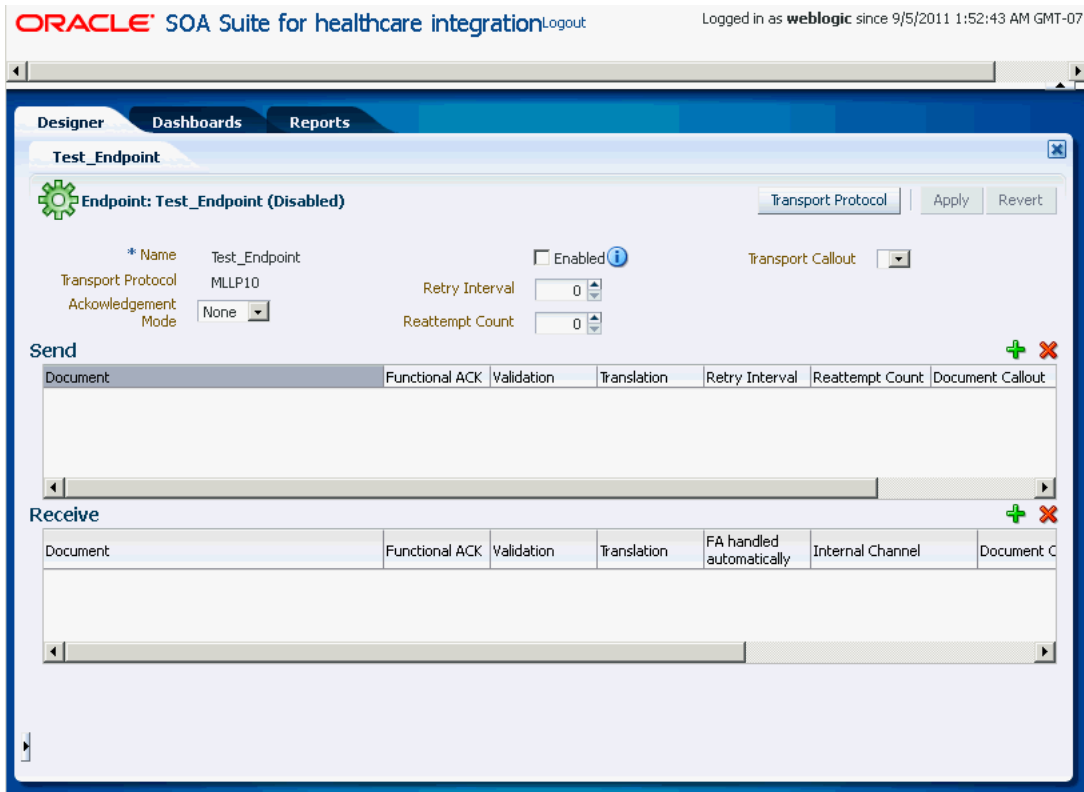 ORACLE SOA Suite for healthcare integration Logout Logged in as weblogic since 9/5/2011 1:52:43 AM GMT-07
Designer Dashboards Reports
Test_Endpoint
Endpoint: Test_Endpoint (Disabled) Transport Protocol Apply Revert
* Name Test_Endpoint Enabled Transport Callout
Transport Protocol MLLP10 Retry Interval 0
Ackowledgement Mode None Reattempt Count 0
Send
Document Functional ACK Validation Translation Retry Interval Reattempt Count Document Callout
Receive
Document Functional ACK Validation Translation FA handled automatically Internal Channel Document C